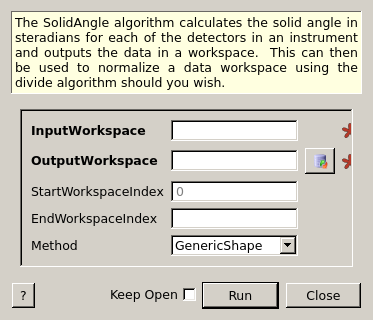 The SolidAngle algorithm calculates the solid angle in
steradians for each of the detectors in an instrument
and outputs the data in a workspace. This can then
be used to normalize a data workspace using the
divide algorithm should you wish.
InputWorkspace
OutputWorkspace
StartWorkspaceIndex 0
EndWorkspaceIndex
Method GenericShape
? Keep Open Run Close